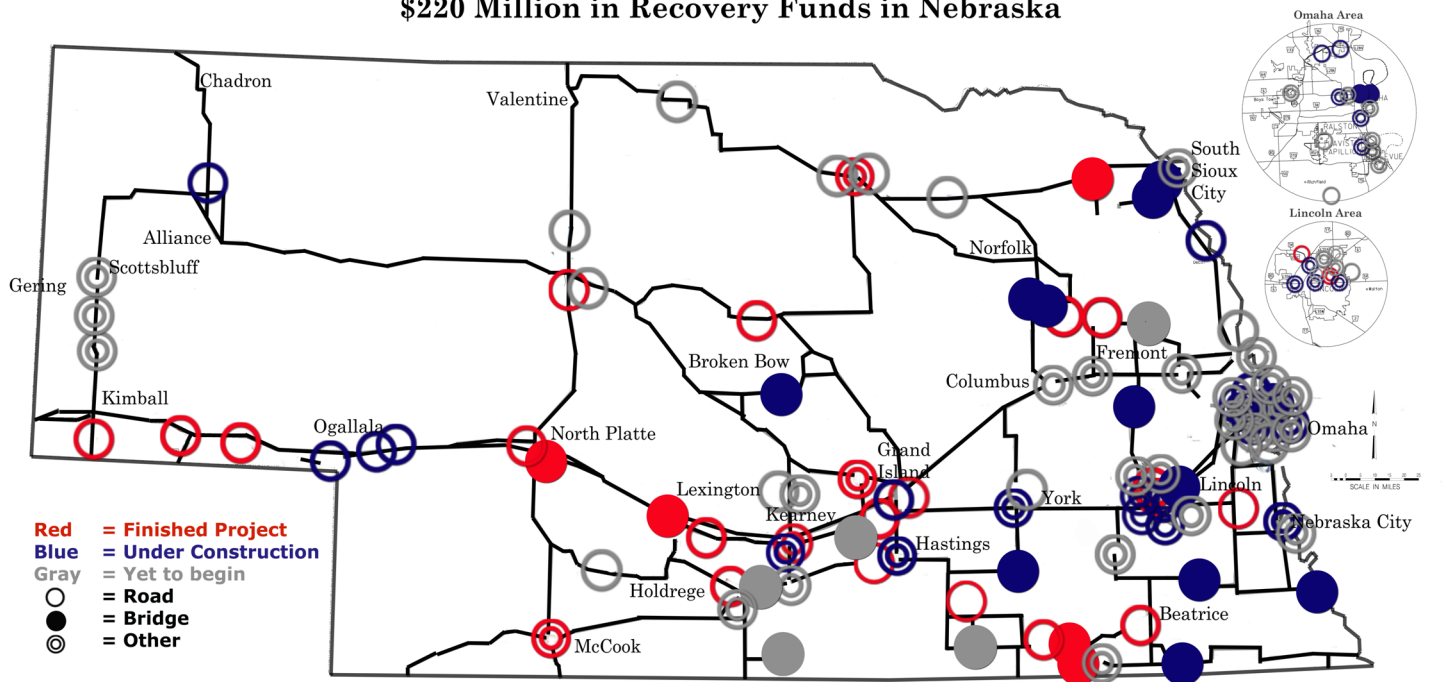 $220 Million in Recovery Funds in Nebraska
Omaha Area
Chadron
Valentine
South
Sioux
City
Lincoln Area
Alliance
Norfolk
Scottsbluff
Gering
Broken Bow
Fremont
Columbus
Kimball
Ogallala
North Platte
Omaha
Grand
Island
N
SCALE IN MILES
Lexington
York
Lincoln
Kearney
Nebraska City
Hastings
Holdrege
Beatrice
McCook
Red = Finished Project
Blue = Under Construction
Gray = Yet to begin
= Road
= Bridge
= Other